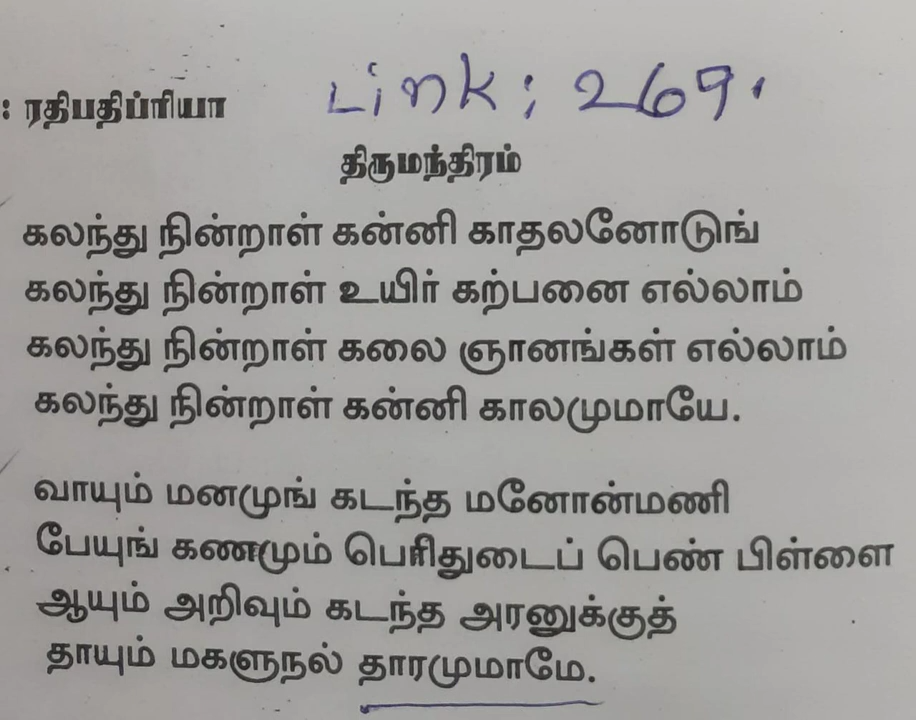 : ரதிபதிப்ரியா Link: 269.
திருமந்திரம்
கலந்து நின்றாள் கன்னி காதலனோடுங்
கலந்து நின்றாள் உயிர் கற்பனை எல்லாம்
கலந்து நின்றாள் கலை ஞானங்கள் எல்லாம்
கலந்து நின்றாள் கன்னி காலமுமாயே.
வாயும் மனமுங் கடந்த மனோன்மணி
பேயுங் கணமும் பெரிதுடைப் பெண் பிள்ளை
ஆயும் அறிவும் கடந்த அரனுக்குத்
தாயும் மகளுநல் தாரமுமாமே.